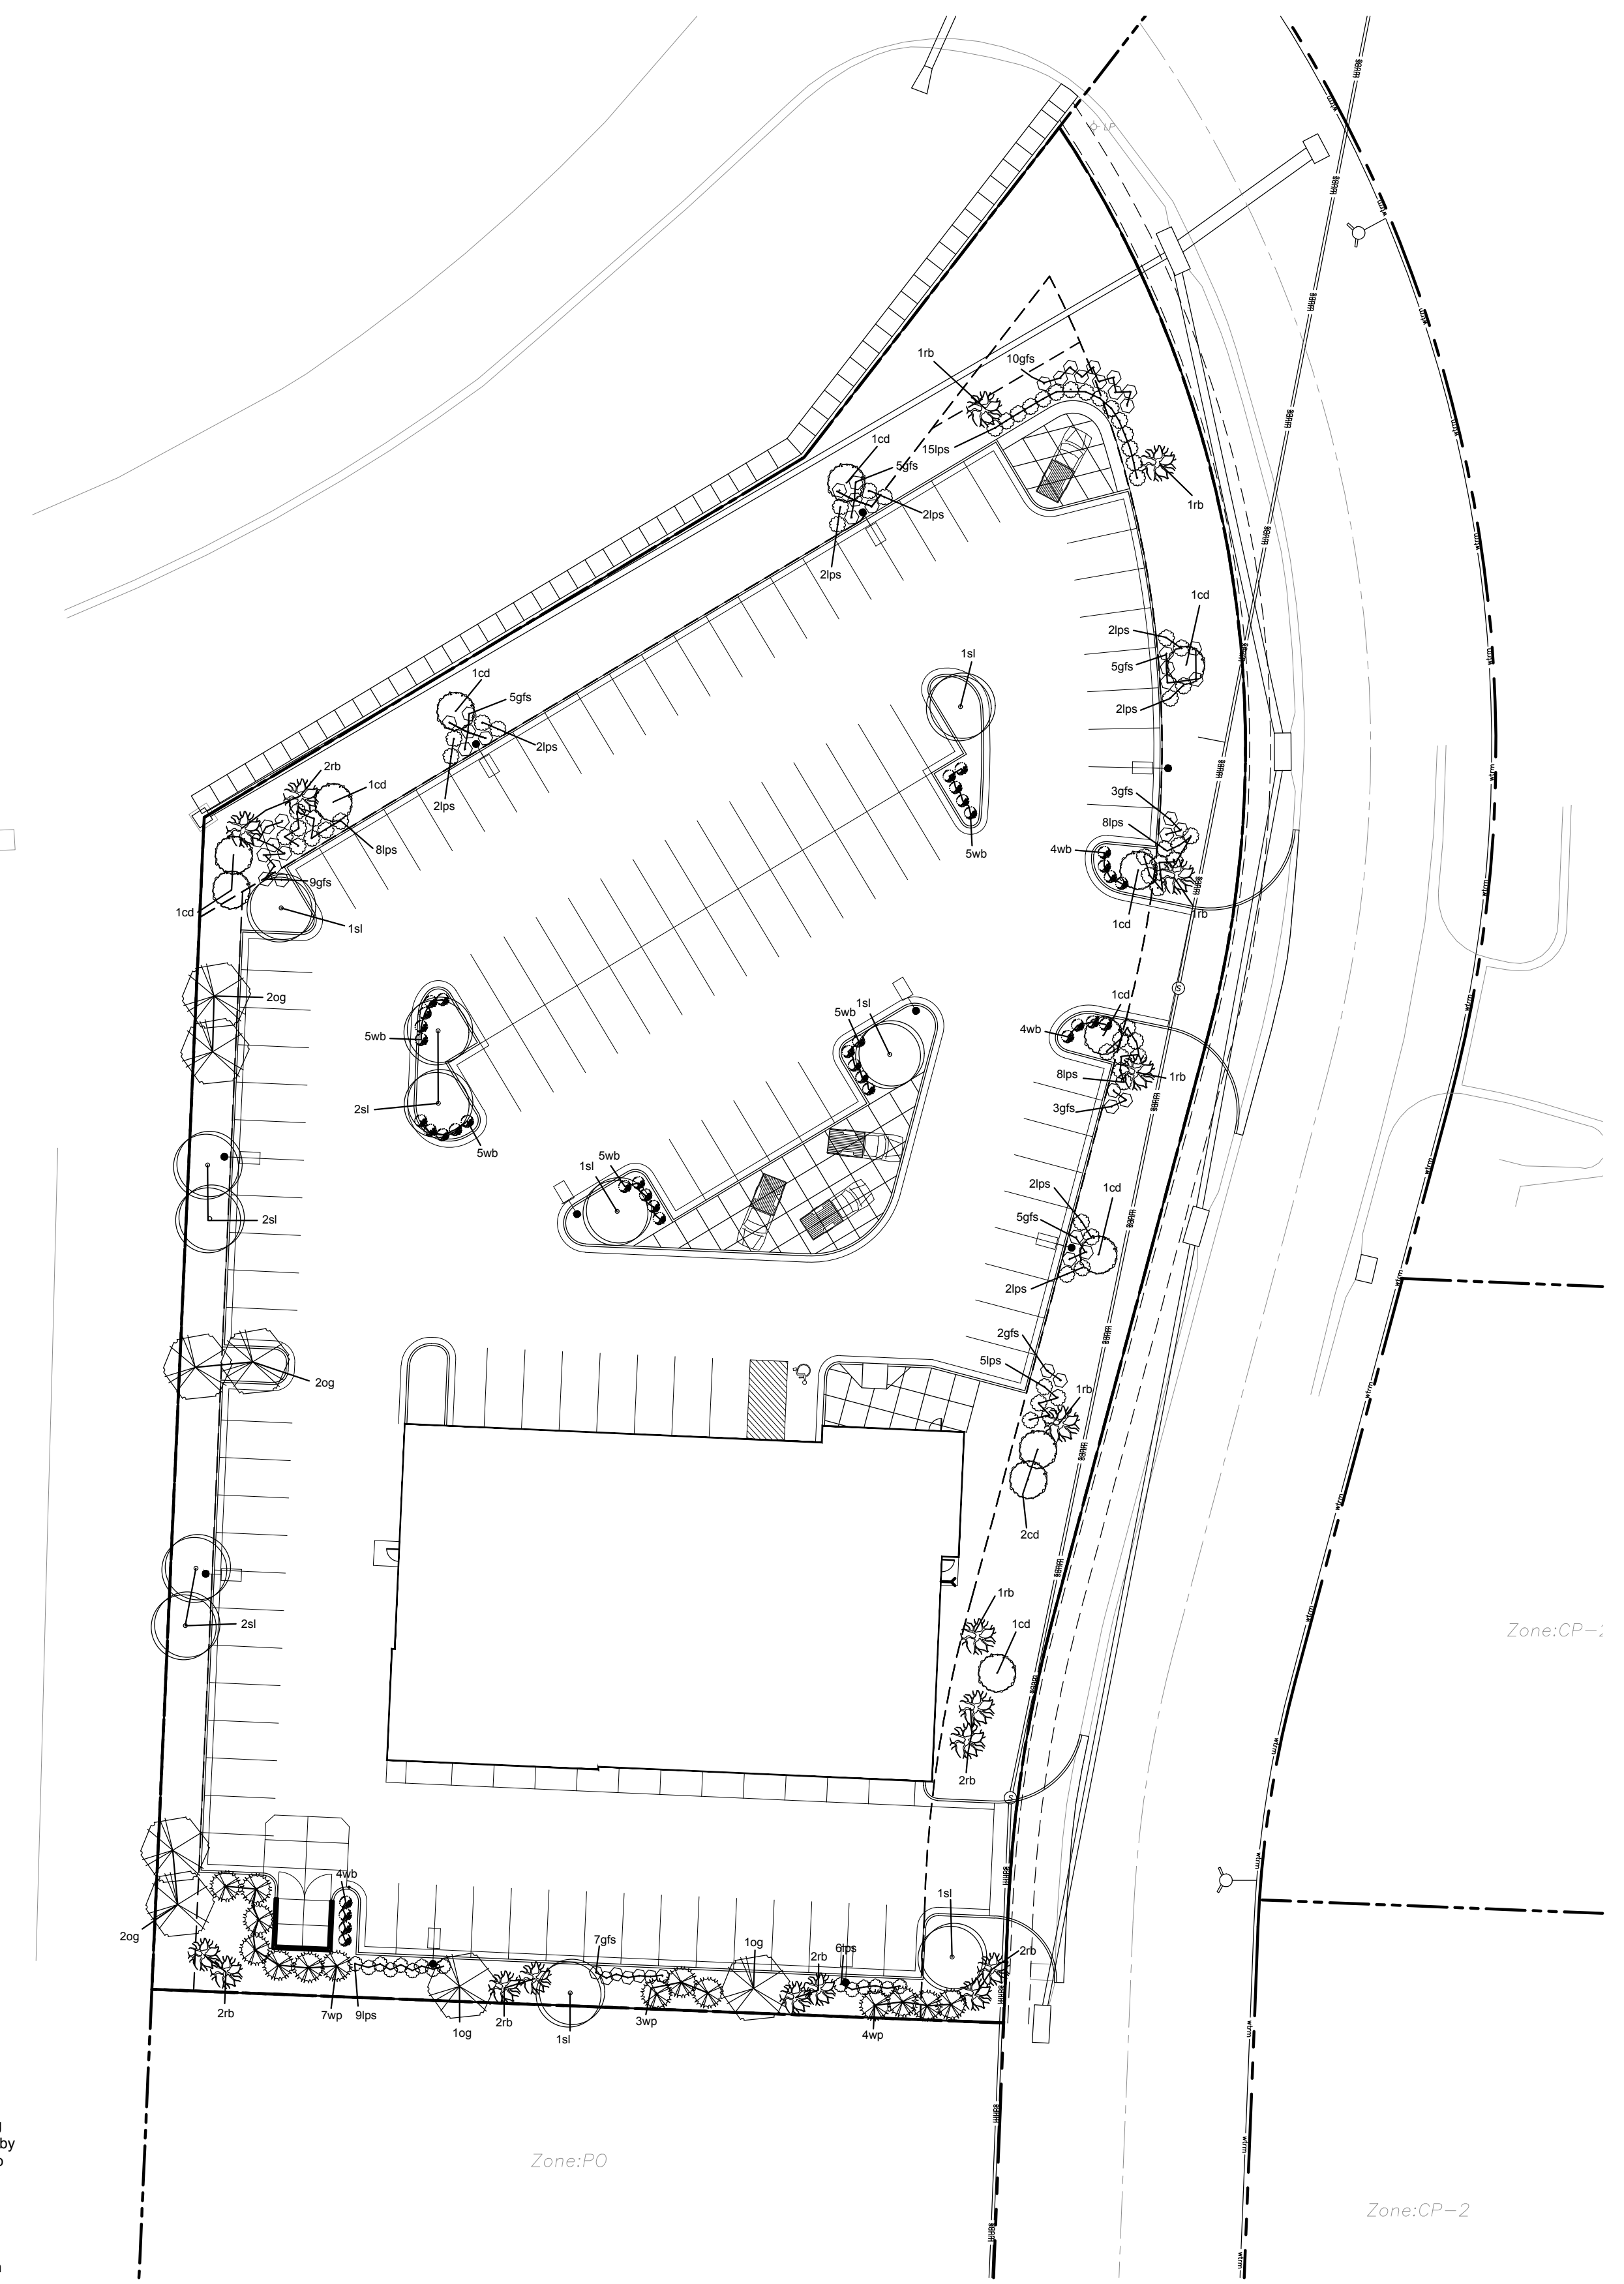 LP
1rb
10gfs
1cd
15lps
5gfs
1rb
2lps
2lps
1cd
2lps
1sl
5gfs
1cd
5gfs
2lps
2lps
2rb
1cd
2lps
3gfs
8lps
8lps
4wb
5wb
9gfs
1cd
1rb
1cd
1sl
S
2og
1cd
1sl
5wb
4wb
5wb
8lps
1rb
2sl
3gfs
5wb
5wb
1sl
2lps
1cd
5gfs
2sl
2lps
2gfs
5lps
2og
1rb
2cd
1rb
2sl
1cd
Zone:CP-2
2rb
S
4wb
1sl
2og
7gfs
1og
2rb
6lps
2rb
2rb
7wp
9lps
1og
2rb
1sl
3wp
4wp
by
Zone:PO
Zone:CP-2